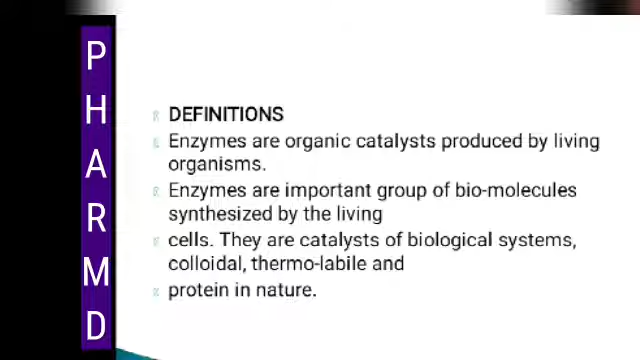 PHARMD
DEFINITIONS
Enzymes are organic catalysts produced by living
organisms.
Enzymes are important group of bio-molecules
synthesized by the living
cells. They are catalysts of biological systems,
colloidal, thermo-labile and
protein in nature.